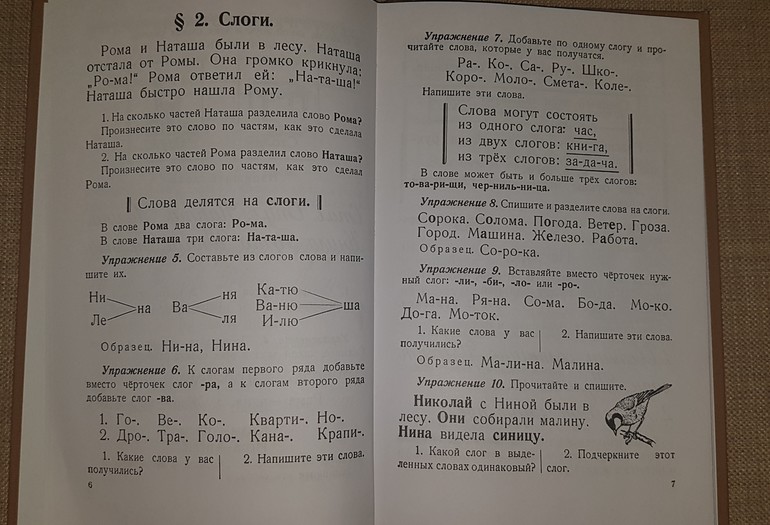 § 2. Слоги.
Рома и Наташа были в лесу. Наташа
отстала от Ромы. Она громко крикнула:
„Ро-ма!“ Рома ответил ей: „На-та-ша!“
Наташа быстро нашла Рому.
1. На сколько частей Наташа разделила слово Рома?
Произнесите это слово по частям, как это сделала
Наташа.
2. На сколько частей Рома разделил слово Наташа?
Произнесите это слово по частям, как это сделал
Рома.
Слова делятся на слоги.
В слове Рома два слога: Ро-ма.
В слове Наташа три слога: На-та-ша.
Упражнение 5. Составьте из слогов слова и напи-
шите их.
Ни
Ле
на
Ва
ня
ля
Ка-тю
Ва-ню
И-лю
ша
Образец. Ни-на, Нина.
Упражнение 6. К слогам первого ряда добавьте
вместо чёрточек слог -ра, а к слогам второго ряда
добавьте слог -ва.
1. Го-. Ве-. Ко-. Кварти-. Но-.
2. Дро-. Тра-. Голо-. Кана-. Крапи-.
1. Какие слова у вас
получились?
2. Напишите эти слова.
6
Упражнение 7. Добавьте по одному слогу и про-
читайте слова, которые у вас получатся.
Ра-. Ко-. Са-. Ру-. Шко-.
Коро-. Моло-. Смета-. Коле-.
Напишите эти слова.
Слова могут состоять
из одного слога: час,
из двух слогов: кни-га,
из трёх слогов: за-да-ча.
В слове может быть и больше трёх слогов:
то-ва-ри-щи, чер-ниль-ни-ца.
Упражнение 8. Спишите и разделите слова на слоги.
Сорока. Солома. Погода. Ветер. Гроза.
Город. Машина. Железо. Работа.
Образец. Со-ро-ка.
Упражнение 9. Вставляйте вместо чёрточек нуж-
ный слог: -ли-, -би-, -ло- или -ро-.
Ма-на. Ря-на. Со-ма. Бо-да. Мо-ко.
До-га. Мо-ток.
1. Какие слова у вас
получились?
2. Напишите эти слова.
Образец. Ма-ли-на. Малина.
Упражнение 10. Прочитайте и спишите.
Николай с Ниной были в
лесу. Они собирали малину.
Нина видела синицу.
1. Какой слог в выде-
ленных словах одинаковый?
2. Подчеркните этот
слог.
7